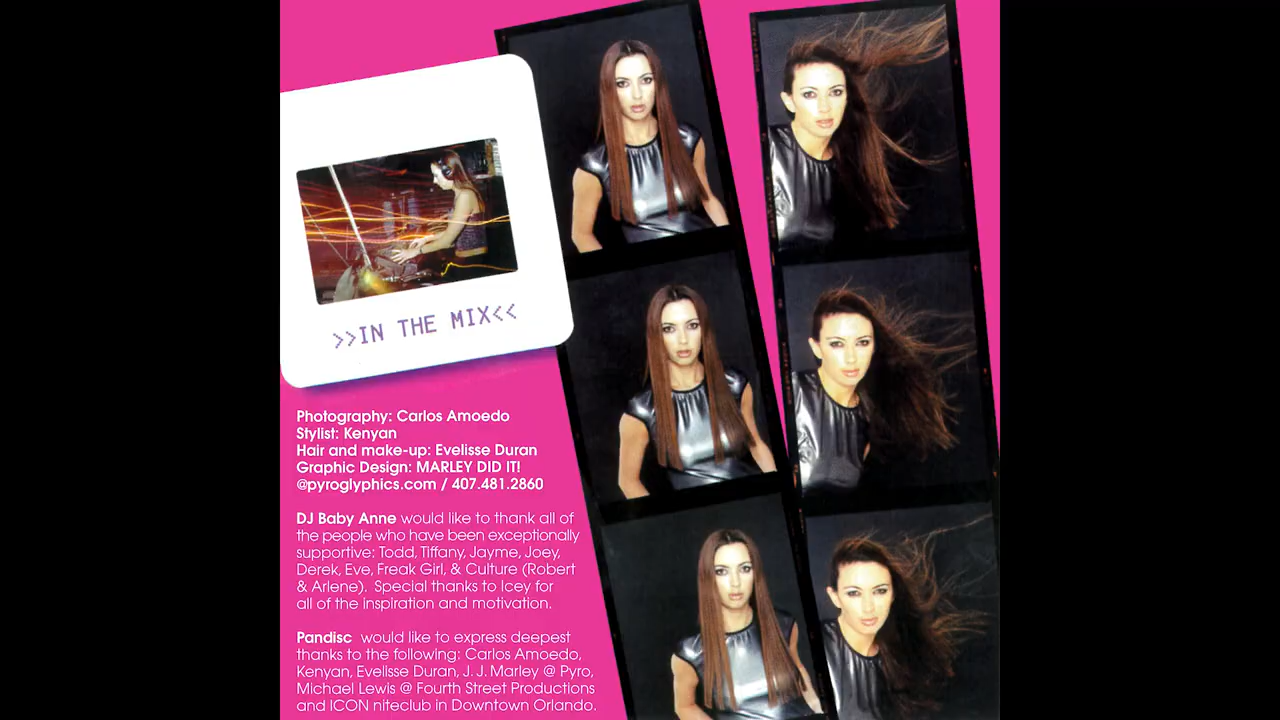 >>IN THE MIX<<
Photography: Carlos Amoedo
Stylist: Kenyan
Hair and make-up: Evelisse Duran
Graphic Design: MARLEY DID IT!
@pyroglyphics.com / 407.481.2860
DJ Baby Anne would like to thank all of
the people who have been exceptionally
supportive: Todd, Tiffany, Jayme, Joey,
Derek, Eve, Freak Girl, & Culture (Robert
& Arlene). Special thanks to Icey for
all of the inspiration and motivation.
Pandisc would like to express deepest
thanks to the following: Carlos Amoedo,
Kenyan, Evelisse Duran, J. J. Marley @ Pyro,
Michael Lewis @ Fourth Street Productions
and ICON niteclub in Downtown Orlando.